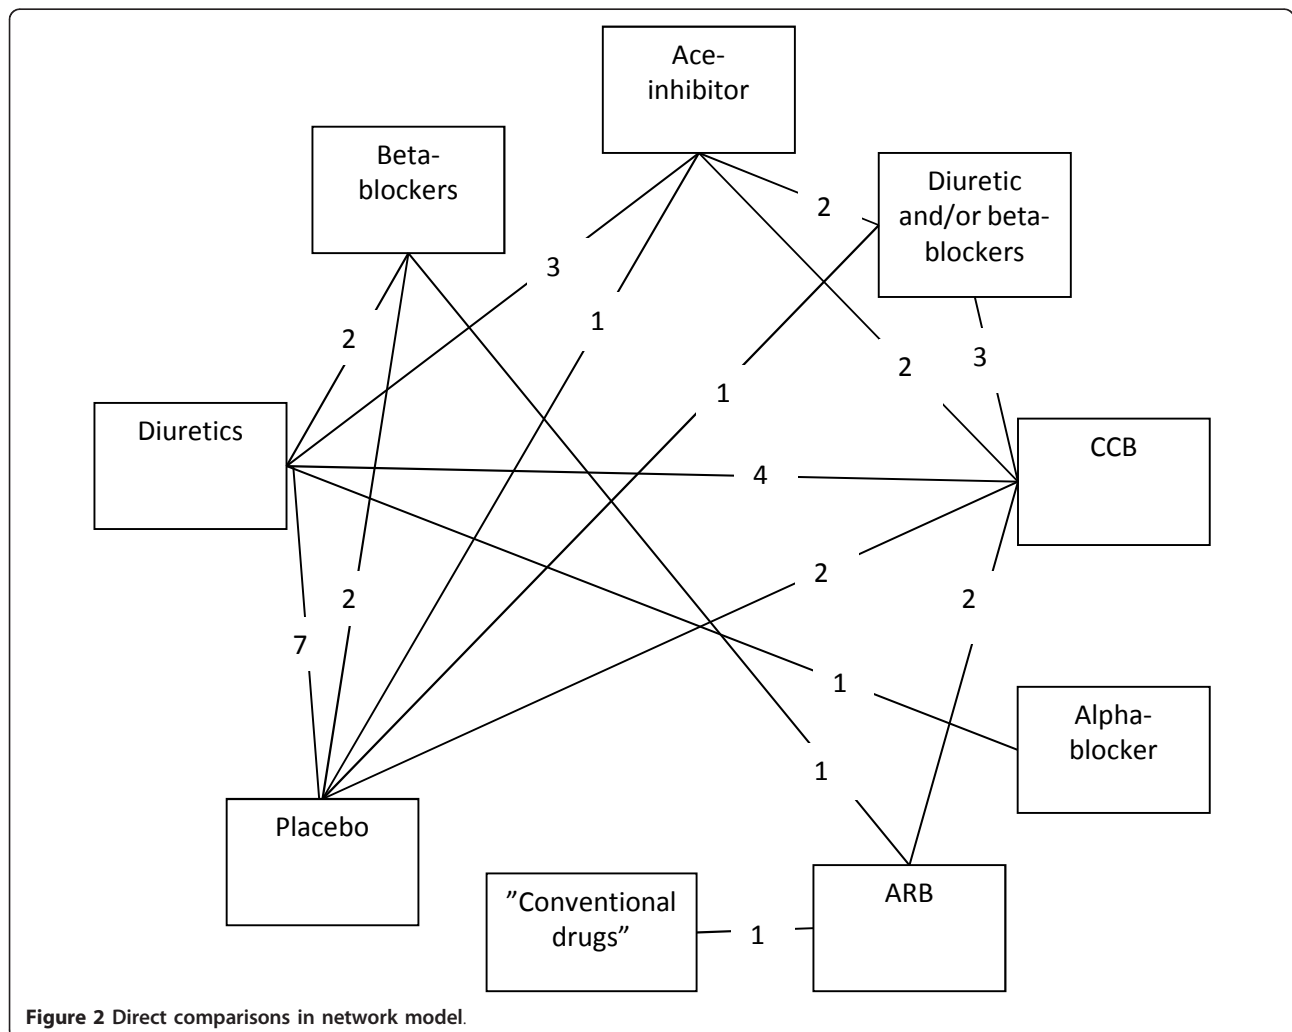 Ace-
inhibitor
Beta-
blockers
Diuretic
and/or beta-
blockers
2
3
1
2
2
3
1
Diuretics
CCB
4
2
2
2
7
1
Alpha-
blocker
1
Placebo
ARB
”Conventional
drugs”
1
Figure 2 Direct comparisons in network model.